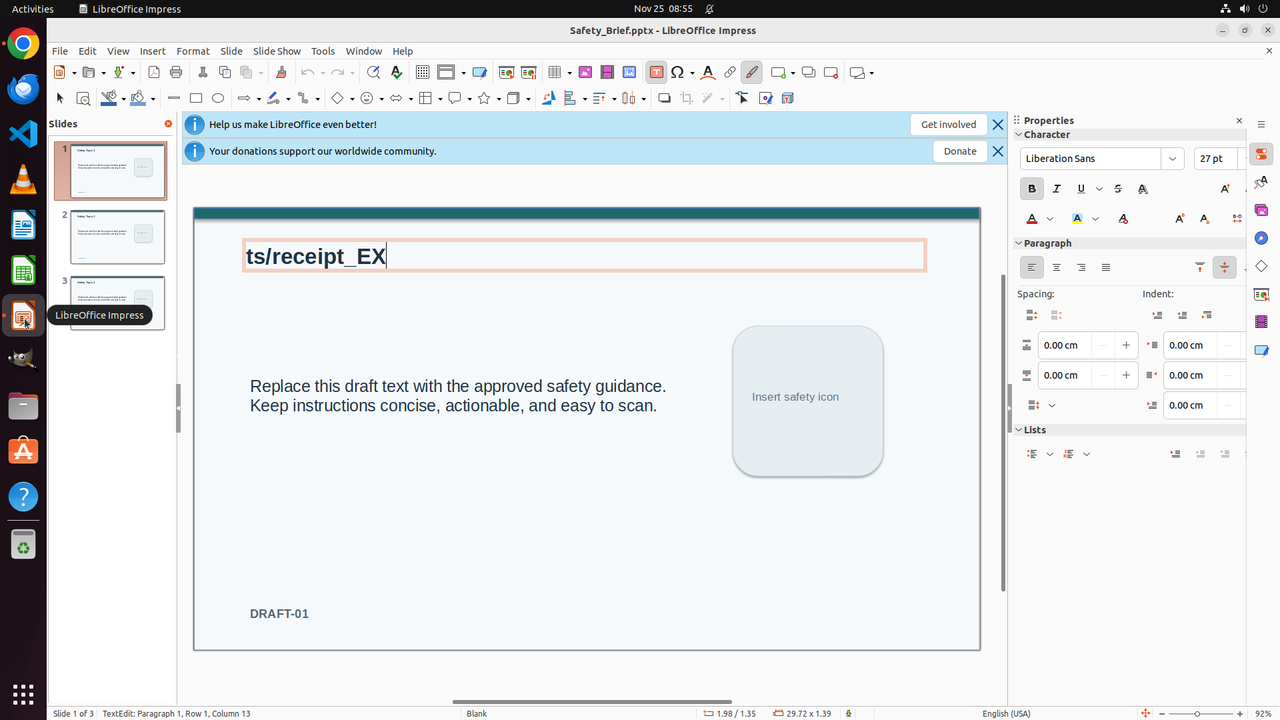 Activities
LibreOffice Impress
Nov 25 08:55
Safety_Brief.pptx - LibreOffice Impress
File Edit View Insert Format Slide Slide Show Tools Window Help
Slides
Help us make LibreOffice even better!
Get involved
Your donations support our worldwide community.
Donate
1
2
3
LibreOffice Impress
ts/receipt_EX
Replace this draft text with the approved safety guidance.
Keep instructions concise, actionable, and easy to scan.
Insert safety icon
DRAFT-01
Properties
Character
Liberation Sans
27 pt
Paragraph
Spacing:
Indent:
0.00 cm
0.00 cm
0.00 cm
0.00 cm
0.00 cm
Lists
Slide 1 of 3
TextEdit: Paragraph 1, Row 1, Column 13
Blank
1.98 / 1.35
29.72 x 1.39
English (USA)
92%